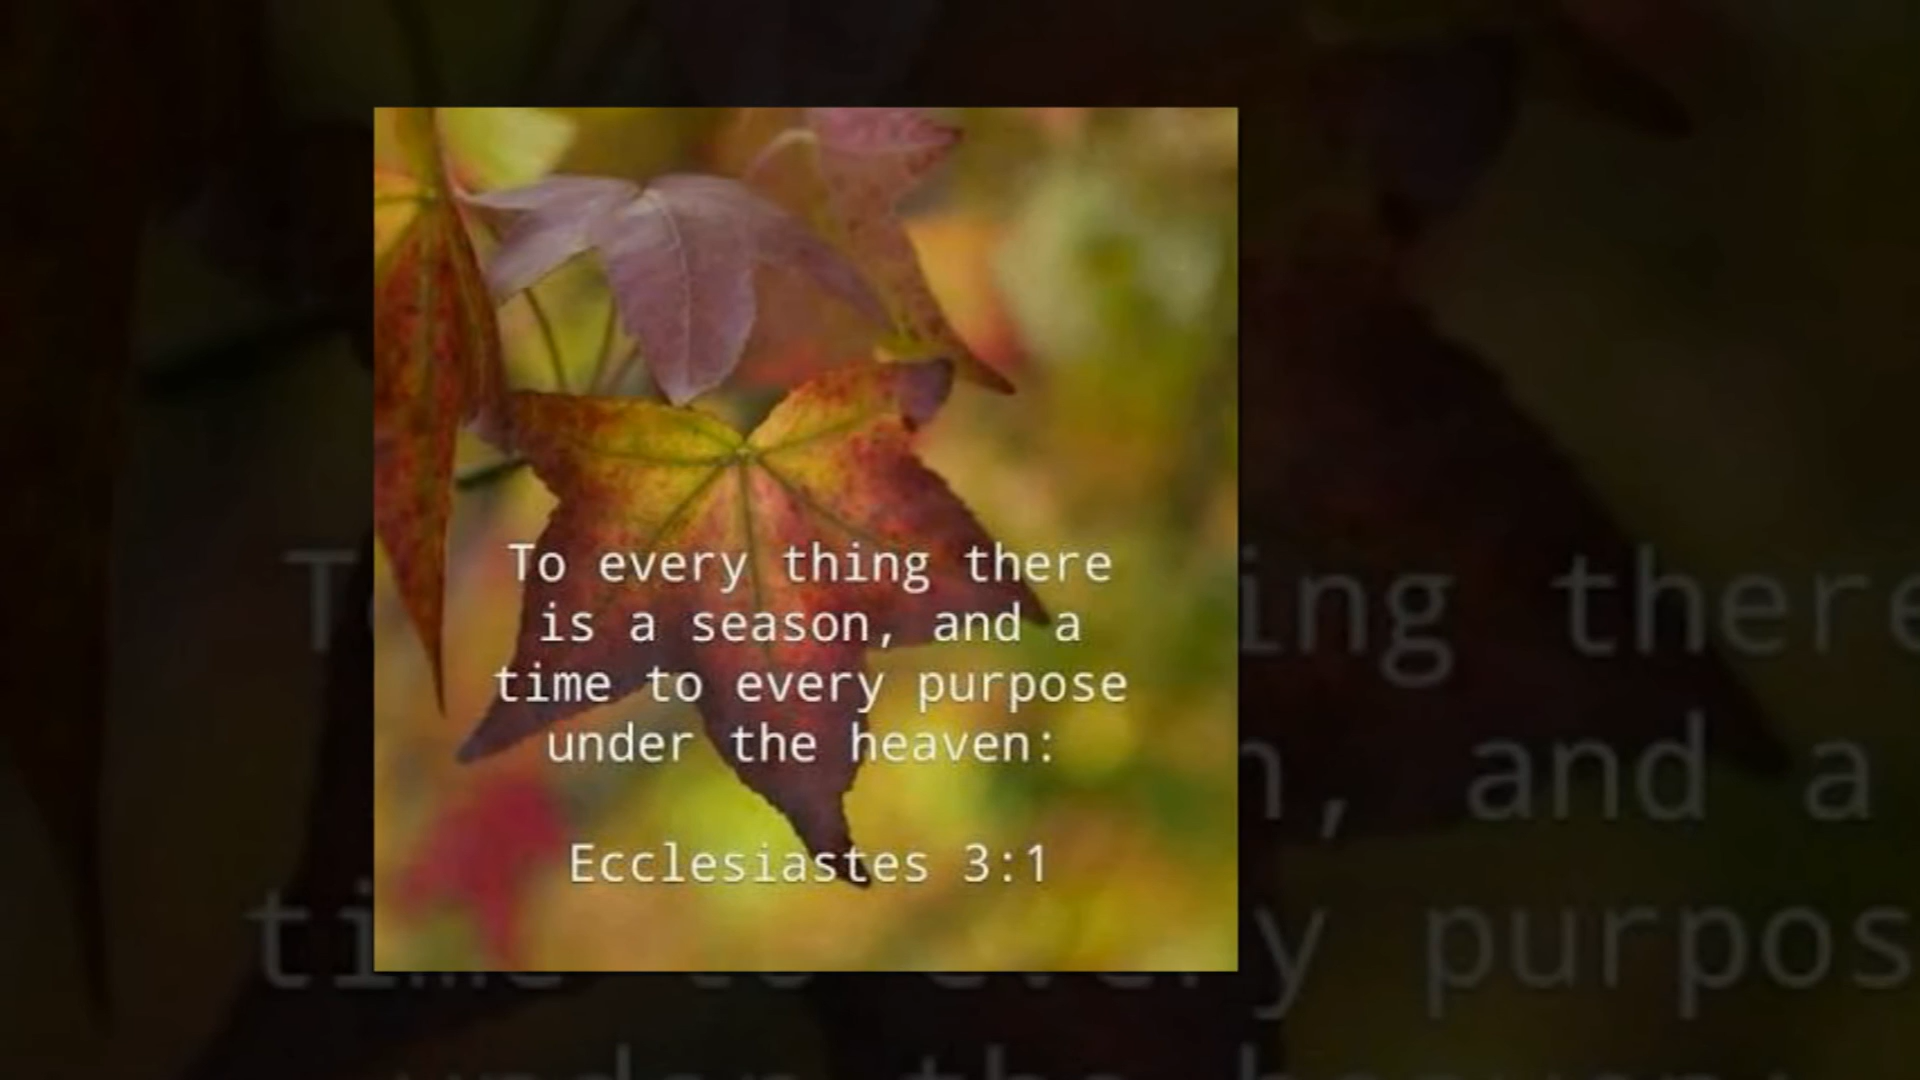 To every thing there
is a season, and a
time to every purpose
under the heaven:
Ecclesiastes 3:1